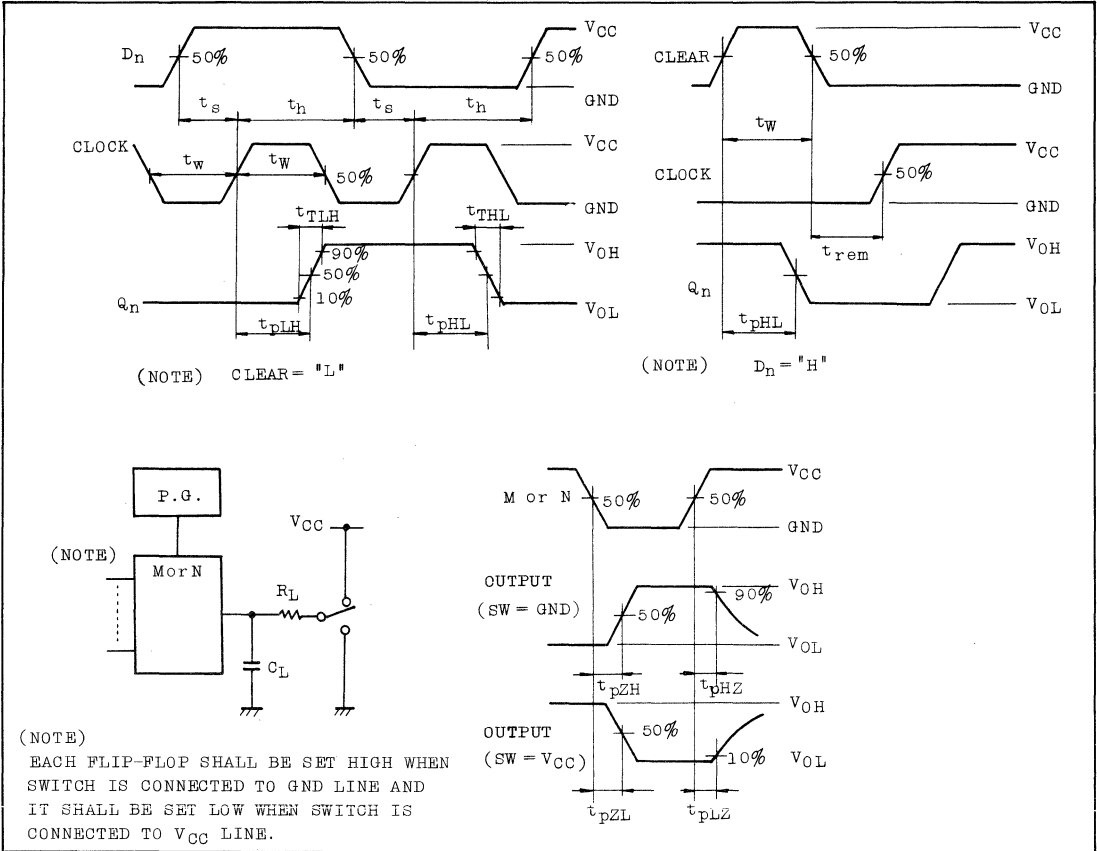 Dn 50% 50% 50% VCC
GND
ts th ts th
CLOCK tw tw 50% VCC
GND
tTLH tTHL
90% VOH
50%
Qn 10% VOL
tpLH tpHL
(NOTE) CLEAR = "L"
CLEAR 50% VCC
GND
tW
CLOCK 50% VCC
GND
trem
Qn VOH
VOL
tpHL
(NOTE) Dn = "H"
P.G.
VCC
(NOTE)
MorN
RL
CL
(NOTE)
EACH FLIP-FLOP SHALL BE SET HIGH WHEN
SWITCH IS CONNECTED TO GND LINE AND
IT SHALL BE SET LOW WHEN SWITCH IS
CONNECTED TO VCC LINE.
M or N 50% 50% VCC
GND
OUTPUT
(SW = GND) 50% 90% VOH
VOL
tpZH tpHZ
OUTPUT
(SW = VCC) 50% 10% VOH
VOL
tpZL tpLZ